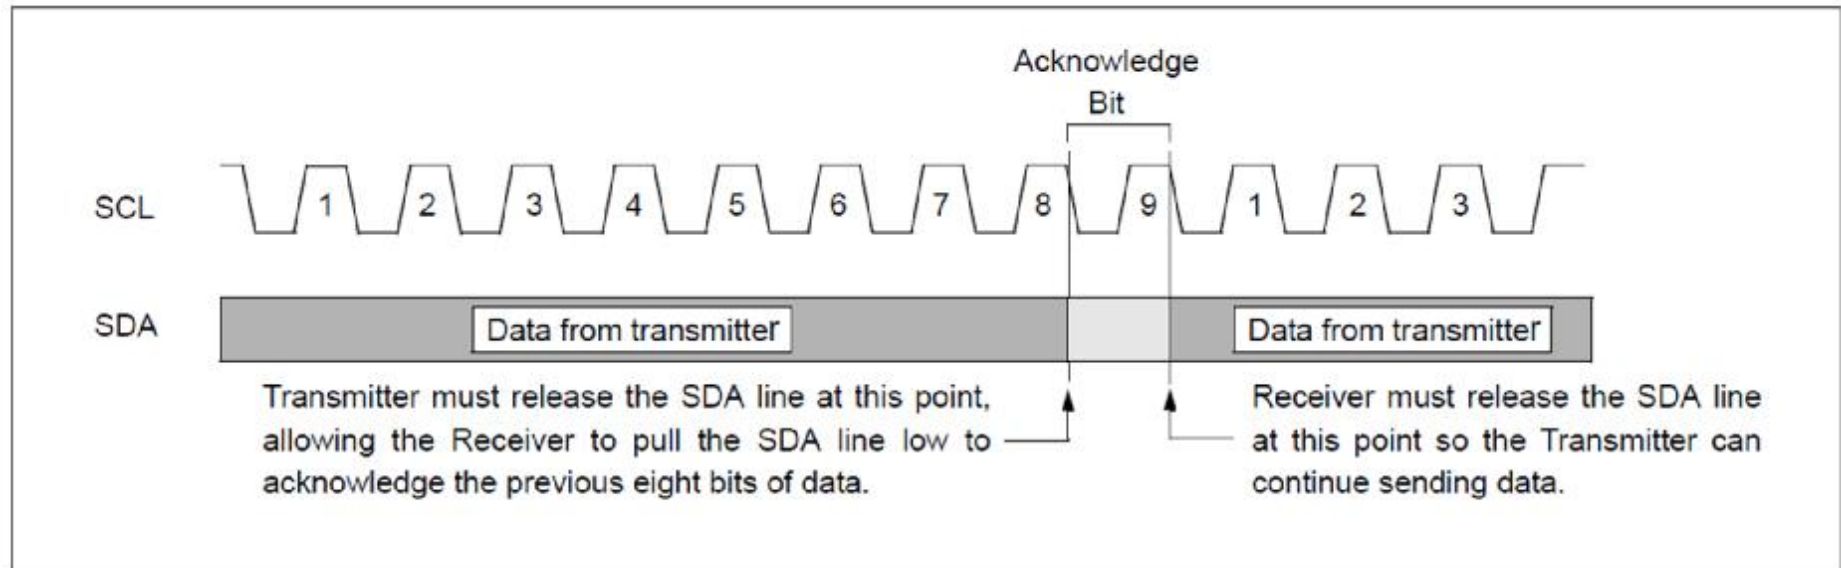 Acknowledge
Bit
SCL
1 2 3 4 5 6 7 8 9 1 2 3
SDA
Data from transmitter
Data from transmitter
Transmitter must release the SDA line at this point,
allowing the Receiver to pull the SDA line low to
acknowledge the previous eight bits of data.
Receiver must release the SDA line
at this point so the Transmitter can
continue sending data.